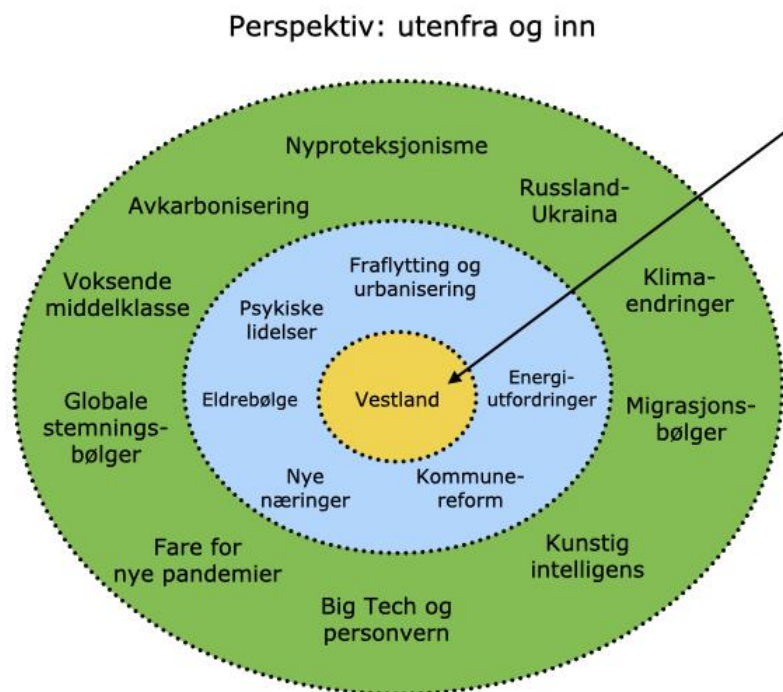 Perspektiv: utenfra og inn
Nyproteksjonisme
Avkarbonisering
Russland-
Ukraina
Voksende
middelklasse
Fraflytting og
urbanisering
Klima-
endringer
Psykiske
lidelser
Globale
stemnings-
bølger
Eldrebølge
Vestland
Energi-
utfordringer
Migrasjons-
bølger
Nye
næringer
Kommune-
reform
Fare for
nye pandemier
Kunstig
intelligens
Big Tech og
personvern